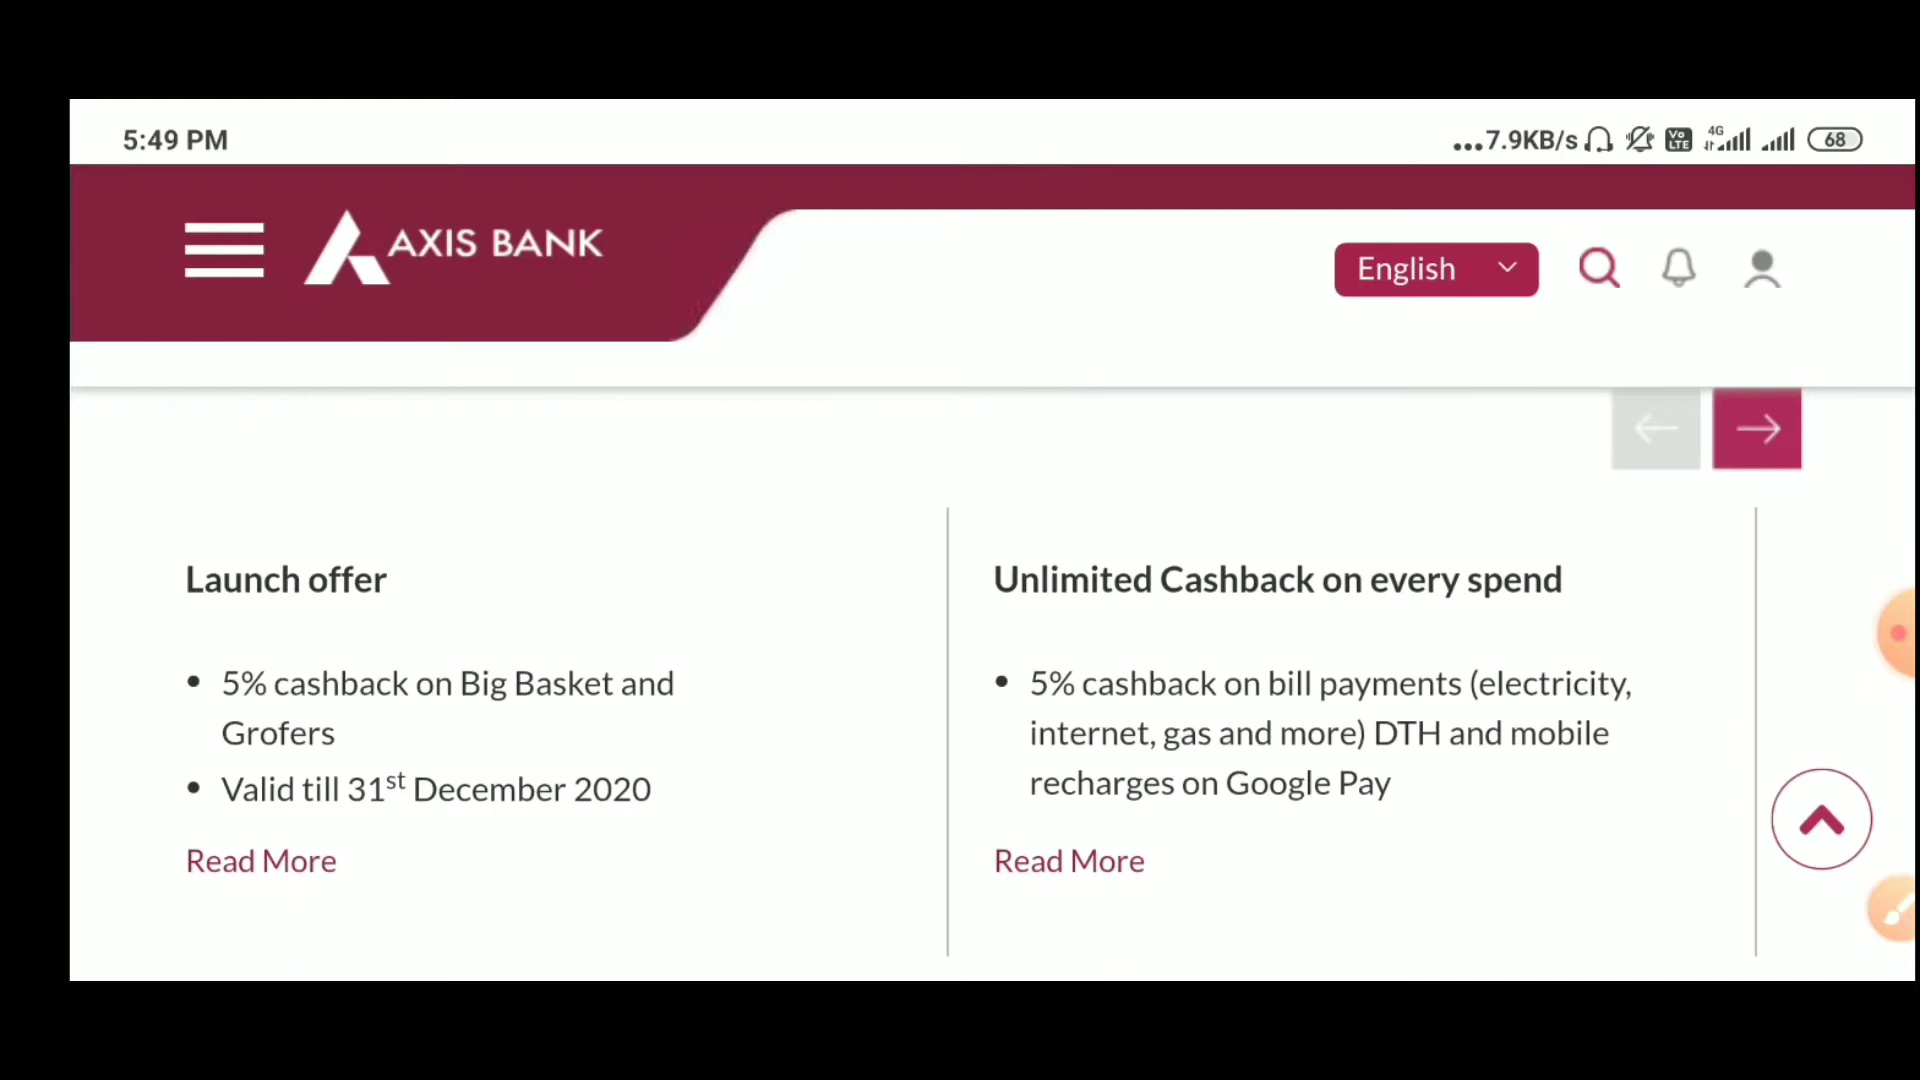 5:49 PM
...7.9KB/s
Vo
LTE
4G
68
AXIS BANK
English
Launch offer
• 5% cashback on Big Basket and
Grofers
• Valid till 31st December 2020
Read More
Unlimited Cashback on every spend
• 5% cashback on bill payments (electricity,
internet, gas and more) DTH and mobile
recharges on Google Pay
Read More